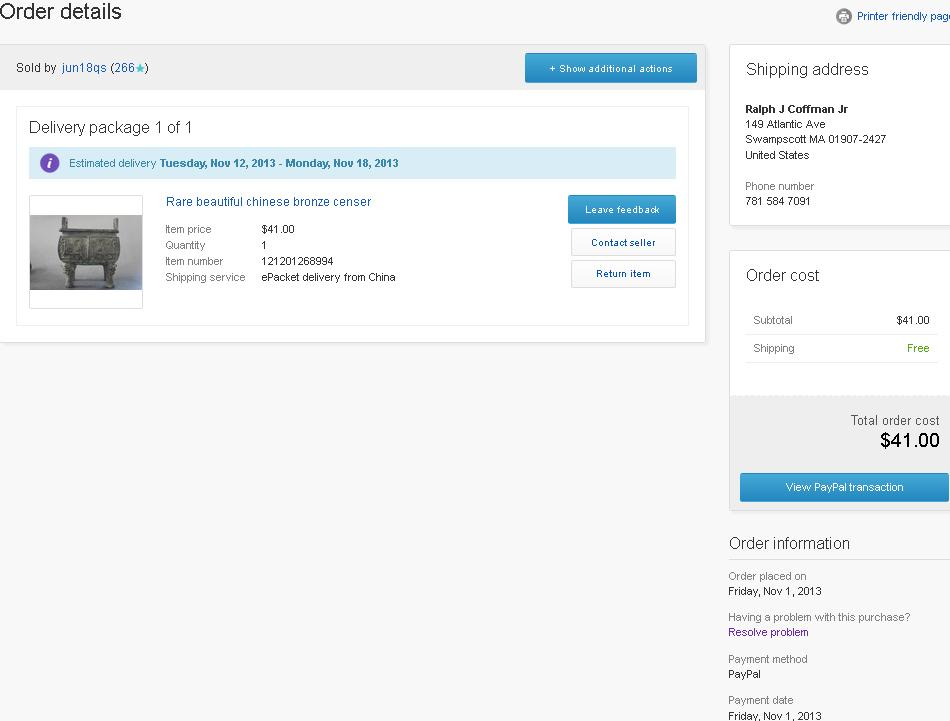 Order details
Printer friendly pag
Sold by jun18qs (266★)
+ Show additional actions
Delivery package 1 of 1
i Estimated delivery Tuesday, Nov 12, 2013 - Monday, Nov 18, 2013
Rare beautiful chinese bronze censer
Item price $41.00
Quantity 1
Item number 121201268994
Shipping service ePacket delivery from China
Leave feedback
Contact seller
Return item
Shipping address
Ralph J Coffman Jr
149 Atlantic Ave
Swampscott MA 01907-2427
United States
Phone number
781 584 7091
Order cost
Subtotal $41.00
Shipping Free
Total order cost
$41.00
View PayPal transaction
Order information
Order placed on
Friday, Nov 1, 2013
Having a problem with this purchase?
Resolve problem
Payment method
PayPal
Payment date
Friday, Nov 1, 2013